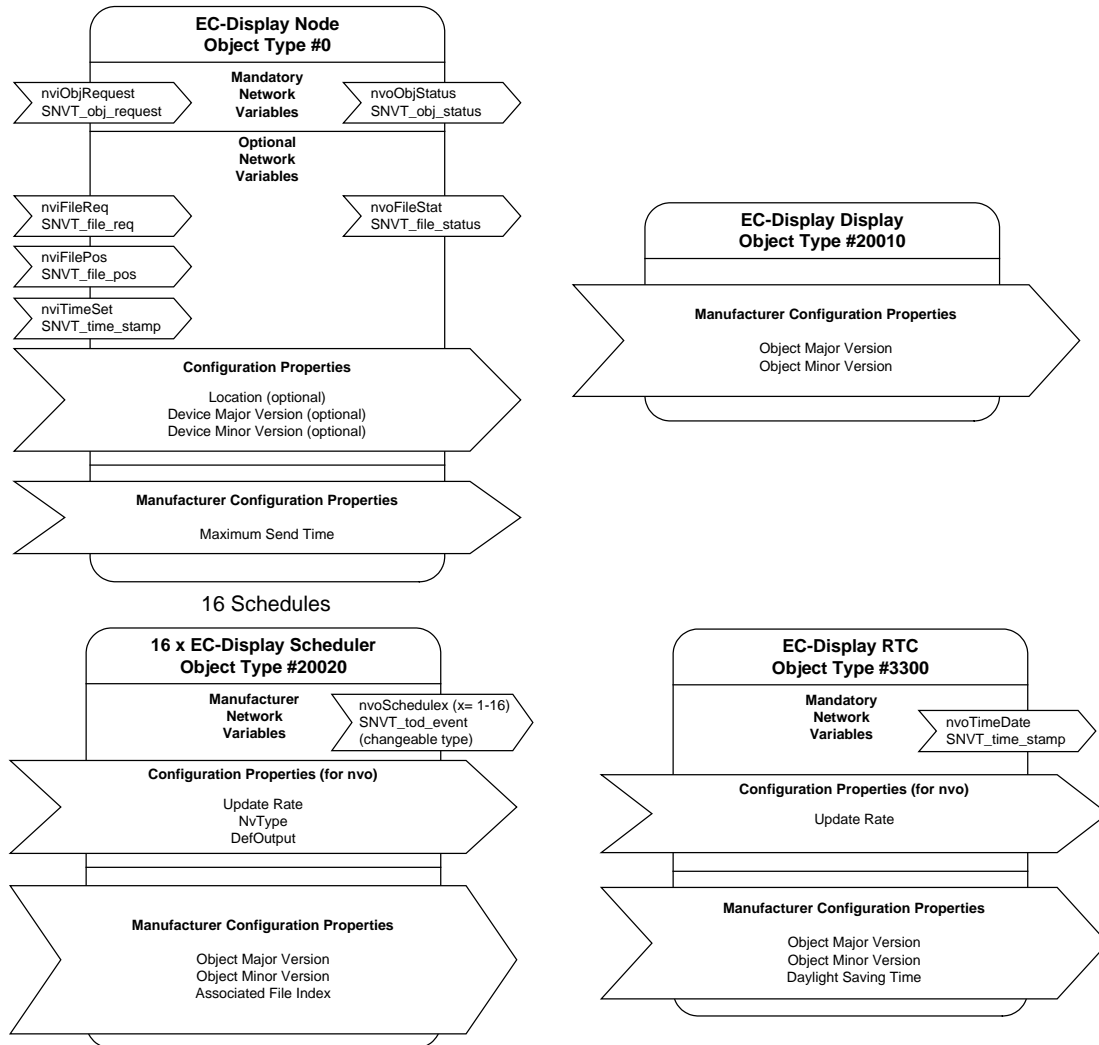 EC-Display Node
Object Type #0
Mandatory
Network
Variables
nviObjRequest
SNVT_obj_request
nvoObjStatus
SNVT_obj_status
Optional
Network
Variables
nviFileReq
SNVT_file_req
nvoFileStat
SNVT_file_status
nviFilePos
SNVT_file_pos
nviTimeSet
SNVT_time_stamp
Configuration Properties
Location (optional)
Device Major Version (optional)
Device Minor Version (optional)
Manufacturer Configuration Properties
Maximum Send Time
EC-Display Display
Object Type #20010
Manufacturer Configuration Properties
Object Major Version
Object Minor Version
16 Schedules
16 x EC-Display Scheduler
Object Type #20020
Manufacturer
Network
Variables
nvoSchedulex (x= 1-16)
SNVT_tod_event
(changeable type)
Configuration Properties (for nvo)
Update Rate
NvType
DefOutput
Manufacturer Configuration Properties
Object Major Version
Object Minor Version
Associated File Index
EC-Display RTC
Object Type #3300
Mandatory
Network
Variables
nvoTimeDate
SNVT_time_stamp
Configuration Properties (for nvo)
Update Rate
Manufacturer Configuration Properties
Object Major Version
Object Minor Version
Daylight Saving Time